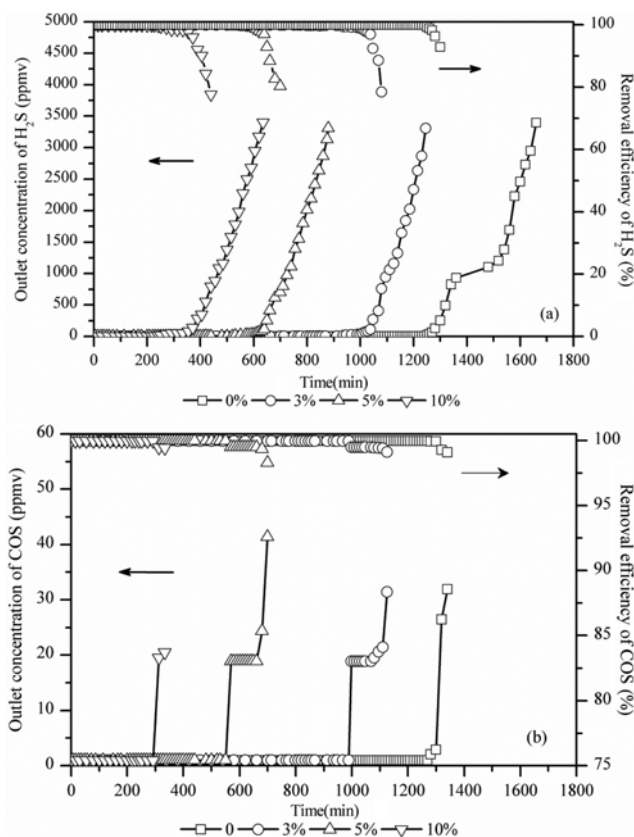 5000
4500
4000
3500
3000
2500
2000
1500
1000
500
0
Outlet concentration of H2S (ppmv)
100
80
60
40
20
0
Removal efficiency of H2S (%)
(a)
0 200 400 600 800 1000 1200 1400 1600 1800
Time(min)
0% 3% 5% 10%
60
50
40
30
20
10
0
Outlet concentration of COS (ppmv)
100
95
90
85
80
75
Removal efficiency of COS (%)
(b)
0 200 400 600 800 1000 1200 1400 1600 1800
Time(min)
0 3% 5% 10%